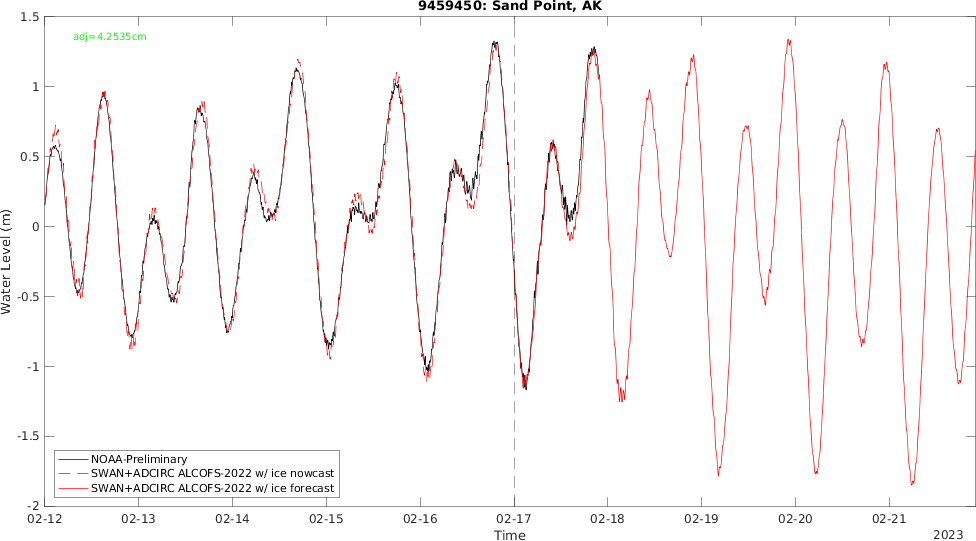 9459450: Sand Point, AK
adj=4.2535cm
1.5
1
0.5
0
-0.5
-1
-1.5
-2
Water Level (m)
NOAA-Preliminary
SWAN+ADCIRC ALCOFS-2022 w/ ice nowcast
SWAN+ADCIRC ALCOFS-2022 w/ ice forecast
02-12 02-13 02-14 02-15 02-16 02-17 02-18 02-19 02-20 02-21
Time
2023